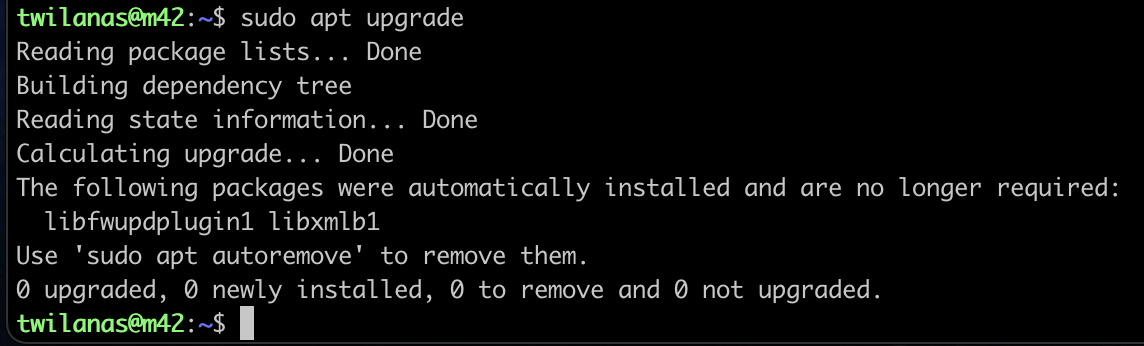 twilanas@m42:~$ sudo apt upgrade
Reading package lists... Done
Building dependency tree
Reading state information... Done
Calculating upgrade... Done
The following packages were automatically installed and are no longer required:
  libfwupdplugin1 libxmlb1
Use 'sudo apt autoremove' to remove them.
0 upgraded, 0 newly installed, 0 to remove and 0 not upgraded.
twilanas@m42:~$